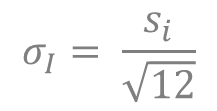 σ_I = s_i / √12